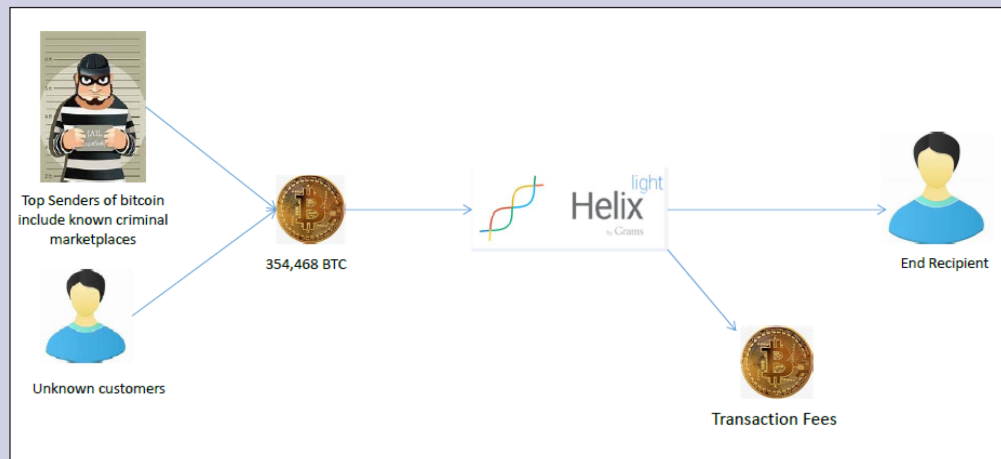 JAIL
Top Senders of bitcoin
include known criminal
marketplaces
354,468 BTC
light
Helix
by Grams
End Recipient
Unknown customers
Transaction Fees